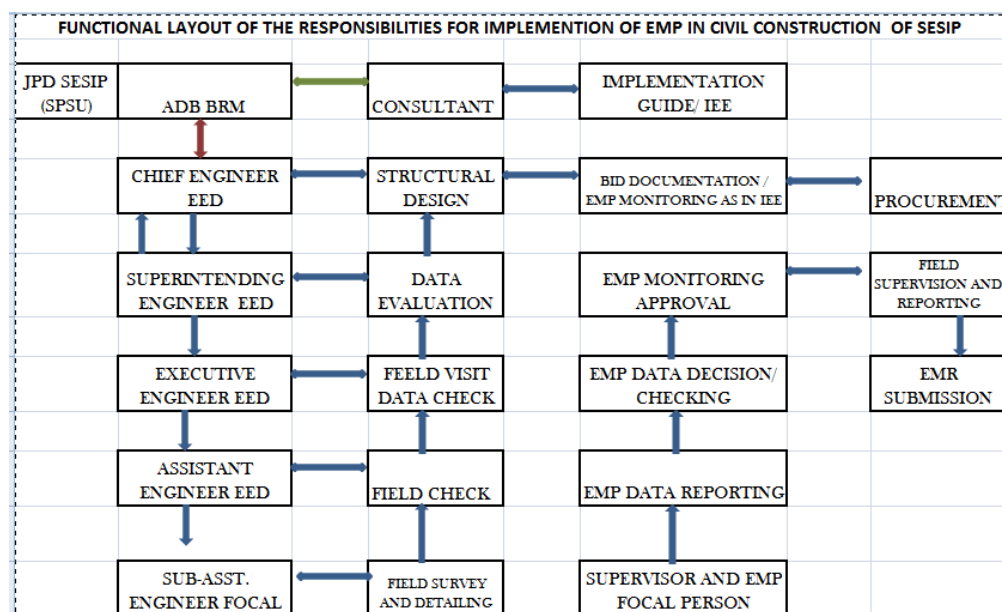 FUNCTIONAL LAYOUT OF THE RESPONSIBILITIES FOR IMPLEMENTION OF EMP IN CIVIL CONSTRUCTION OF SESIP
JPD SESIP
(SPSU)
ADB BRM
CONSULTANT
IMPLEMENTATION
GUIDE/ IEE
CHIEF ENGINEER
EED
STRUCTURAL
DESIGN
BID DOCUMENTATION /
EMP MONITORING AS IN IEE
PROCUREMENT
SUPERINTENDING
ENGINEER EED
DATA
EVALUATION
EMP MONITORING
APPROVAL
FIELD
SUPERVISION AND
REPORTING
EXECUTIVE
ENGINEER EED
FEELD VISIT
DATA CHECK
EMP DATA DECISION/
CHECKING
EMR
SUBMISSION
ASSISTANT
ENGINEER EED
FIELD CHECK
EMP DATA REPORTING
SUB-ASST.
ENGINEER FOCAL
FIELD SURVEY
AND DETAILING
SUPERVISOR AND EMP
FOCAL PERSON